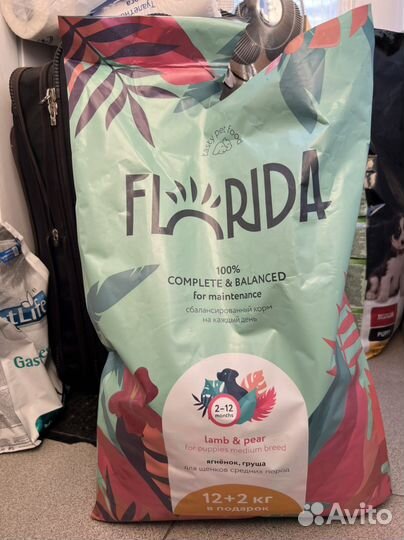 tasty pet food
FLORIDA
100%
COMPLETE & BALANCED
for maintenance
сбалансированный корм
на каждый день
2-12
months
lamb & pear
for puppies medium breed
ягнёнок, груша
для щенков средних пород
12+2 кг
в подарок
Avito